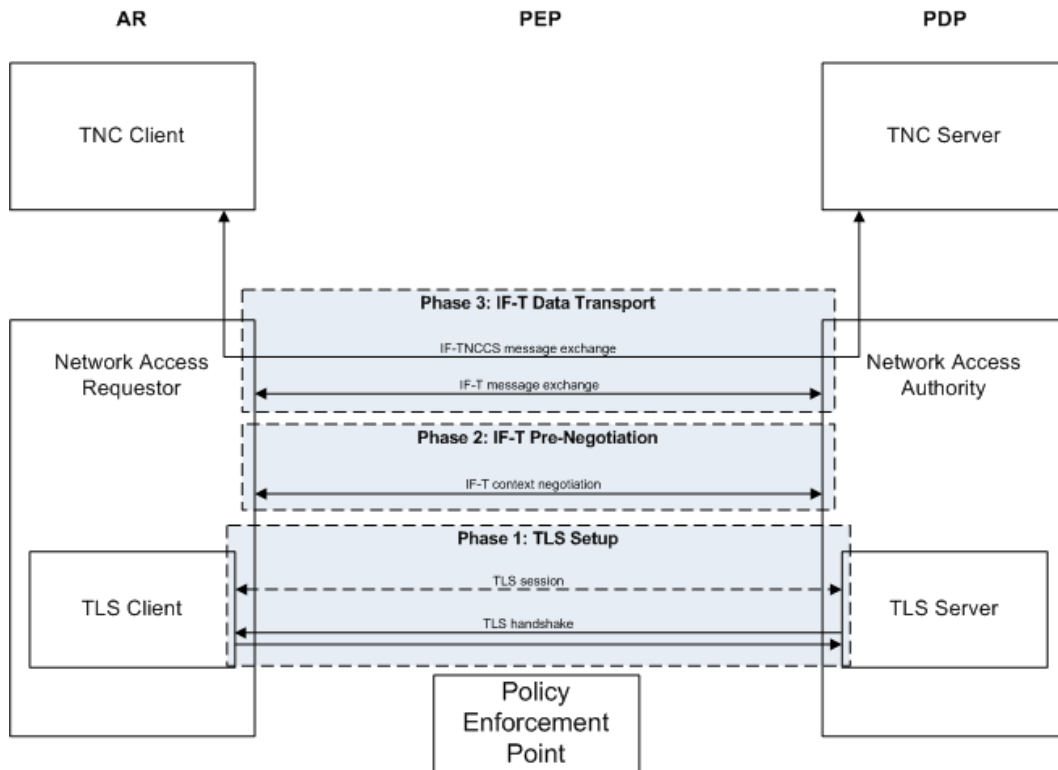 AR
PEP
PDP
TNC Client
TNC Server
Phase 3: IF-T Data Transport
IF-TNCCS message exchange
Network Access
Requestor
Network Access
Authority
IF-T message exchange
Phase 2: IF-T Pre-Negotiation
IF-T context negotiation
Phase 1: TLS Setup
TLS session
TLS Client
TLS Server
TLS handshake
Policy
Enforcement
Point